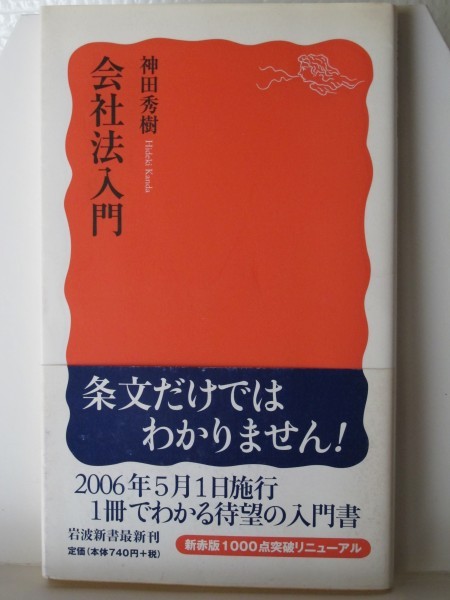 会社法入門
神田秀樹
Hideki Kanda
条文だけでは
わかりません!
2006年5月1日施行
1冊でわかる待望の入門書
岩波新書最新刊
定価(本体740円+税)
新赤版1000点突破リニューアル